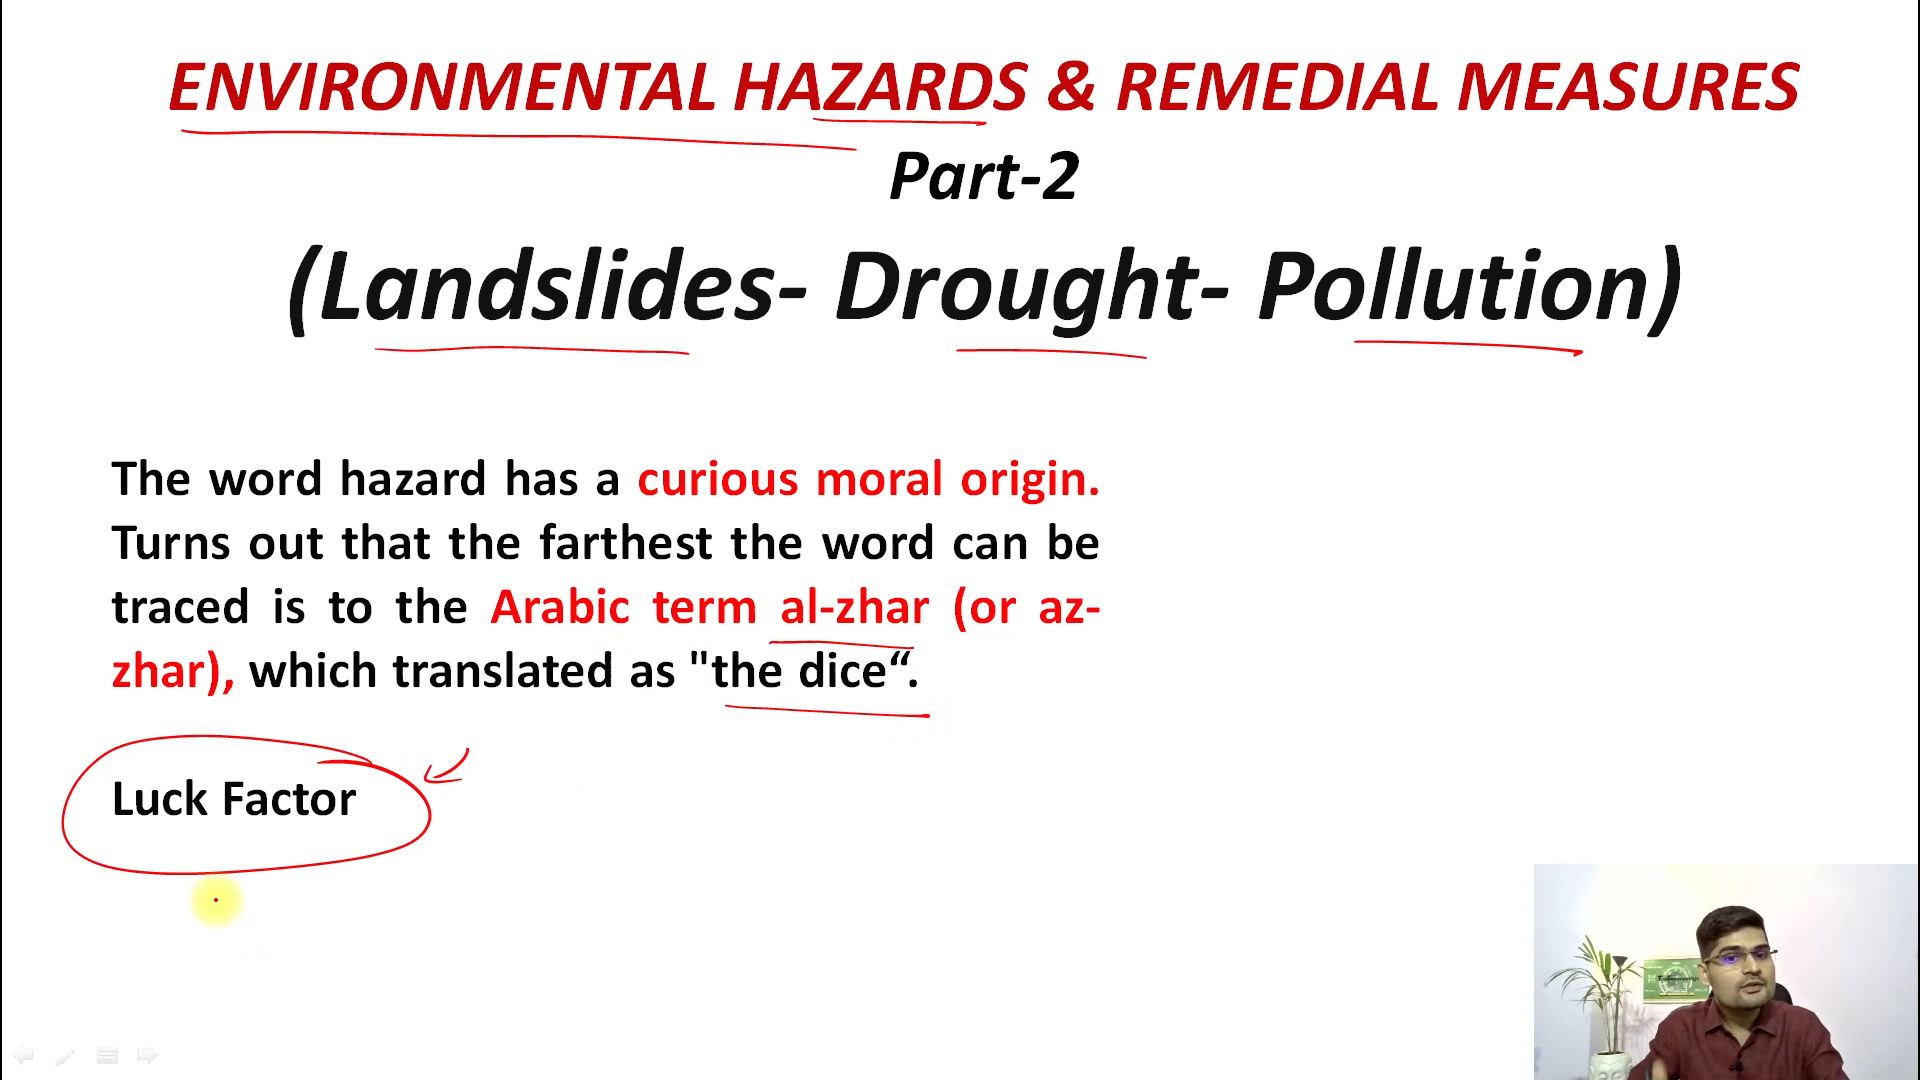 ENVIRONMENTAL HAZARDS & REMEDIAL MEASURES
Part-2
(Landslides- Drought- Pollution)
The word hazard has a curious moral origin.
Turns out that the farthest the word can be
traced is to the Arabic term al-zhar (or az-
zhar), which translated as "the dice“.
Luck Factor